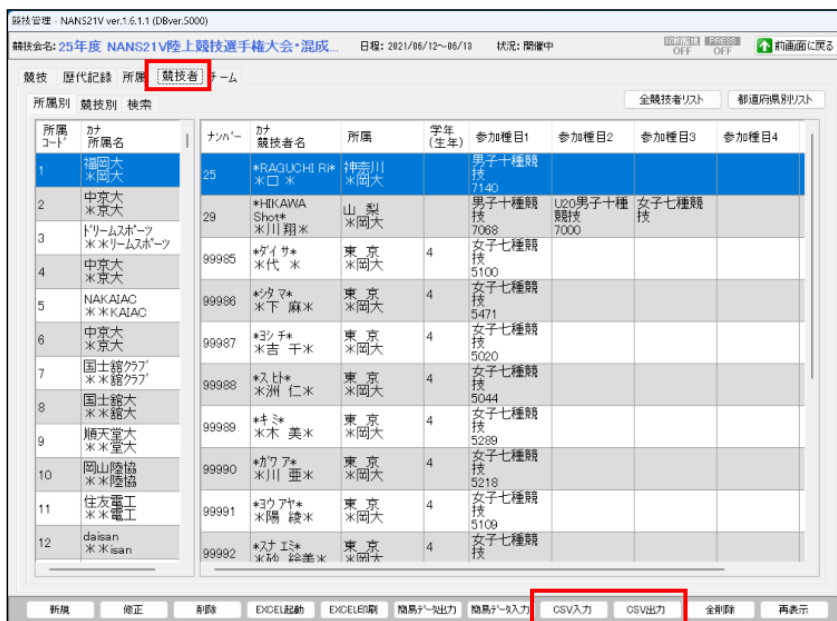 競技管理 - NANS21V ver.1.6.1.1 (DBver.5000)
競技会名: 25年度 NANS21V陸上競技選手権大会・混成... 日程: 2021/06/12～06/13 状況: 開催中 OFF PRESS OFF 前画面に戻る
競技 歴代記録 所属 競技者 チーム
所属別 競技別 検索 全競技者リスト 都道府県別リスト
所属コード カナ所属名 ナンバー カナ競技者名 所属 学年(生年) 参加種目1 参加種目2 参加種目3 参加種目4
1 福岡大 ※岡大
2 中京大 ※京大
3 ドリームスポーツ ※※リームスポーツ
4 中京大 ※京大
5 NAKAIAC ※※KAIAC
6 中京大 ※京大
7 国士舘クラブ ※※舘クラブ
8 国士舘大 ※※舘大
9 順天堂大 ※※堂大
10 岡山陸協 ※※陸協
11 住友電工 ※※電工
12 daisan ※※isan
25 *RAGUCHI Ri* ※口 ※ 神奈川 ※岡大 男子十種競技 7140
29 *HIKAWA Shot* ※川 翔※ 山 梨 ※岡大 男子十種競技 7068 U20男子十種競技 7000 女子七種競技
99985 *ダイ サ* ※代 ※ 東 京 ※岡大 4 女子七種競技 5100
99986 *シタ マ* ※下 麻※ 東 京 ※岡大 4 女子七種競技 5471
99987 *ヨシ チ* ※吉 千※ 東 京 ※岡大 4 女子七種競技 5020
99988 *ス ヒト* ※洲 仁※ 東 京 ※岡大 4 女子七種競技 5044
99989 *キ ミ* ※木 美※ 東 京 ※岡大 4 女子七種競技 5289
99990 *ガワ ア* ※川 亜※ 東 京 ※岡大 4 女子七種競技 5218
99991 *ヨウ アヤ* ※陽 綾※ 東 京 ※岡大 4 女子七種競技 5109
99992 *スナ エミ* ※砂 絵美※ 東 京 ※岡大 4 女子七種競技
新規 修正 削除 EXCEL起動 EXCEL印刷 簡易データ出力 簡易データ入力 CSV入力 CSV出力 全削除 再表示